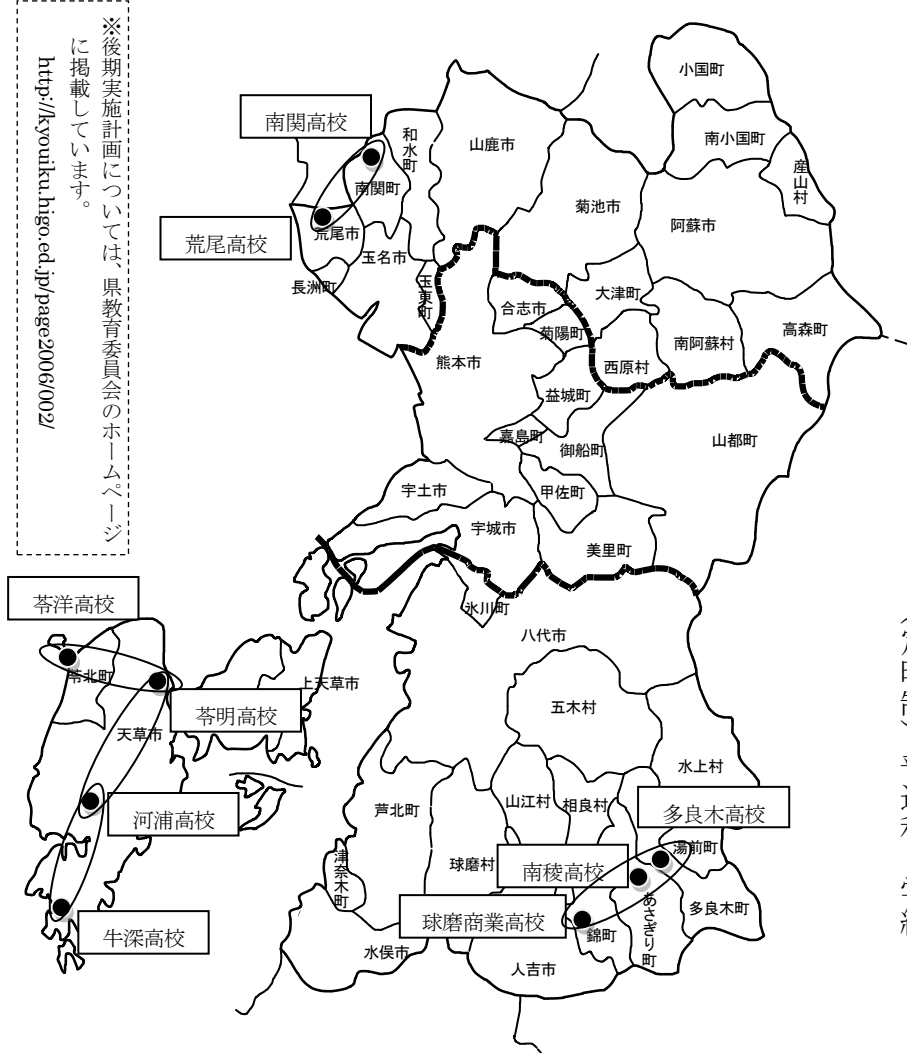 ※後期実施計画については、県教育委員会のホームページ
に掲載しています。
http://kyouiku.higo.ed.jp/page2006/002/
小国町
南小国町
産山村
南関高校
和水町
山鹿市
南関町
菊池市
阿蘇市
荒尾高校
荒尾市
玉名市
長洲町
玉東町
大津町
合志市
菊陽町
高森町
南阿蘇村
西原村
熊本市
益城町
嘉島町
御船町
山都町
甲佐町
宇土市
宇城市
美里町
氷川町
八代市
苓洋高校
苓北町
上天草市
苓明高校
天草市
五木村
水上村
河浦高校
芦北町
山江村
相良村
多良木高校
湯前町
津奈木町
球磨村
南稜高校
あさぎり町
多良木町
球磨商業高校
錦町
牛深高校
水俣市
人吉市